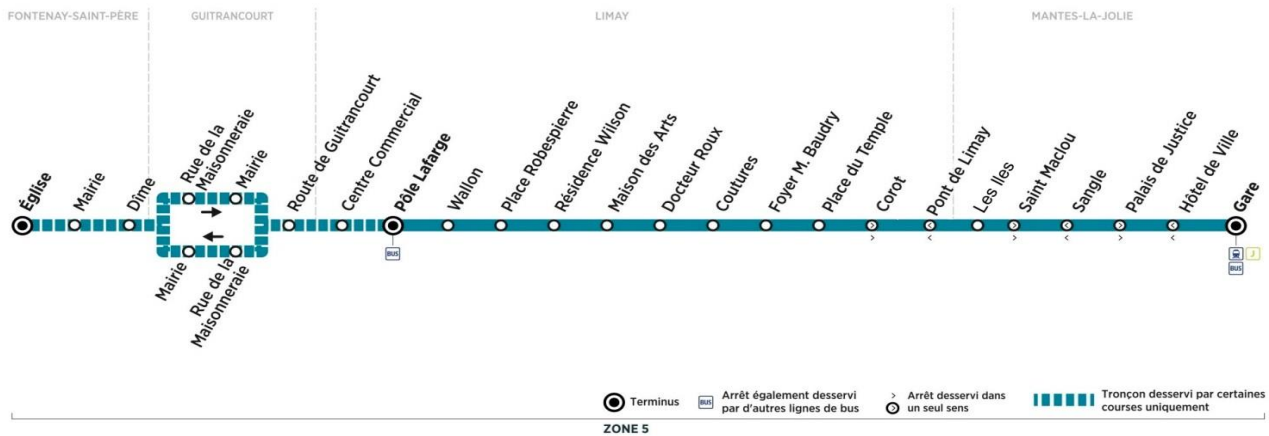 FONTENAY-SAINT-PÈRE
GUITRANCOURT
LIMAY
MANTES-LA-JOLIE
Église
Mairie
Dîme
Rue de la
Maisonneraie
Mairie
Mairie
Rue de la
Maisonneraie
Route de Guitrancourt
Centre Commercial
Pôle Lafarge
Wallon
Place Robespierre
Résidence Wilson
Maison des Arts
Docteur Roux
Coutures
Foyer M. Baudry
Place du Temple
Corot
Pont de Limay
Les Iles
Saint Maclou
Sangle
Palais de Justice
Hôtel de Ville
Gare
BUS
J
BUS
Terminus
BUS
Arrêt également desservi
par d'autres lignes de bus
Arrêt desservi dans
un seul sens
Tronçon desservi par certaines
courses uniquement
ZONE 5